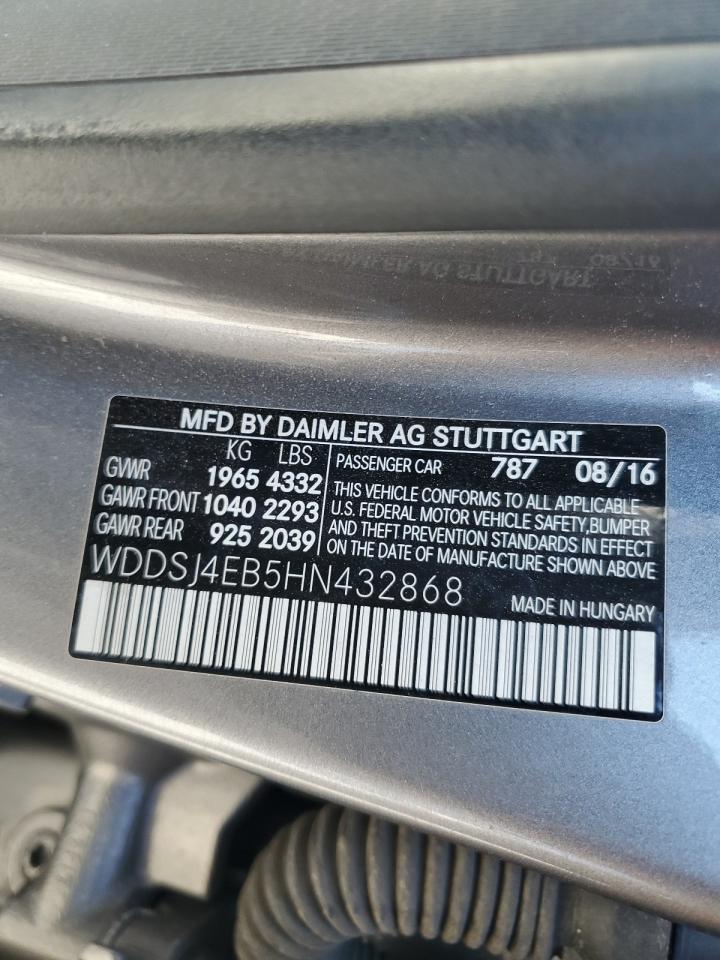 MFD BY DAIMLER AG STUTTGART
KG LBS
GVWR 1965 4332
GAWR FRONT 1040 2293
GAWR REAR 925 2039
PASSENGER CAR 787 08/16
THIS VEHICLE CONFORMS TO ALL APPLICABLE
U.S. FEDERAL MOTOR VEHICLE SAFETY,BUMPER
AND THEFT PREVENTION STANDARDS IN EFFECT
ON THE DATE OF MANUFACTURE SHOWN ABOVE
WDDSJ4EB5HN432868
MADE IN HUNGARY